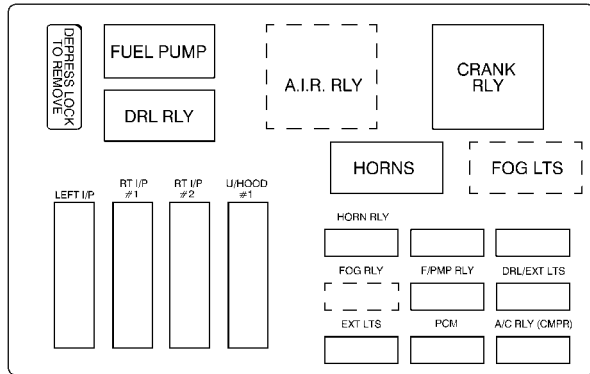 DEPRESS LOCK
TO REMOVE
FUEL PUMP
DRL RLY
A.I.R. RLY
CRANK
RLY
HORNS
FOG LTS
LEFT I/P
RT I/P
#1
RT I/P
#2
U/HOOD
#1
HORN RLY
FOG RLY
F/PMP RLY
DRL/EXT LTS
EXT LTS
PCM
A/C RLY (CMPR)